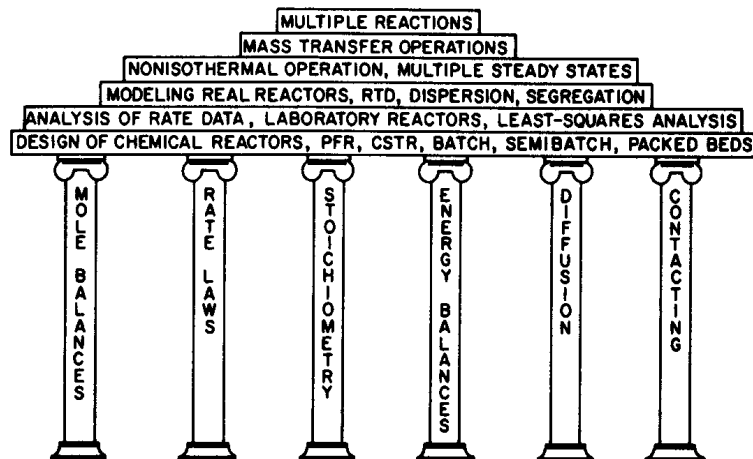 MULTIPLE REACTIONS
MASS TRANSFER OPERATIONS
NONISOTHERMAL OPERATION, MULTIPLE STEADY STATES
MODELING REAL REACTORS, RTD, DISPERSION, SEGREGATION
ANALYSIS OF RATE DATA, LABORATORY REACTORS, LEAST-SQUARES ANALYSIS
DESIGN OF CHEMICAL REACTORS, PFR, CSTR, BATCH, SEMIBATCH, PACKED BEDS
MOLE BALANCES
RATE LAWS
STOICHIOMETRY
ENERGY BALANCES
DIFFUSION
CONTACTING